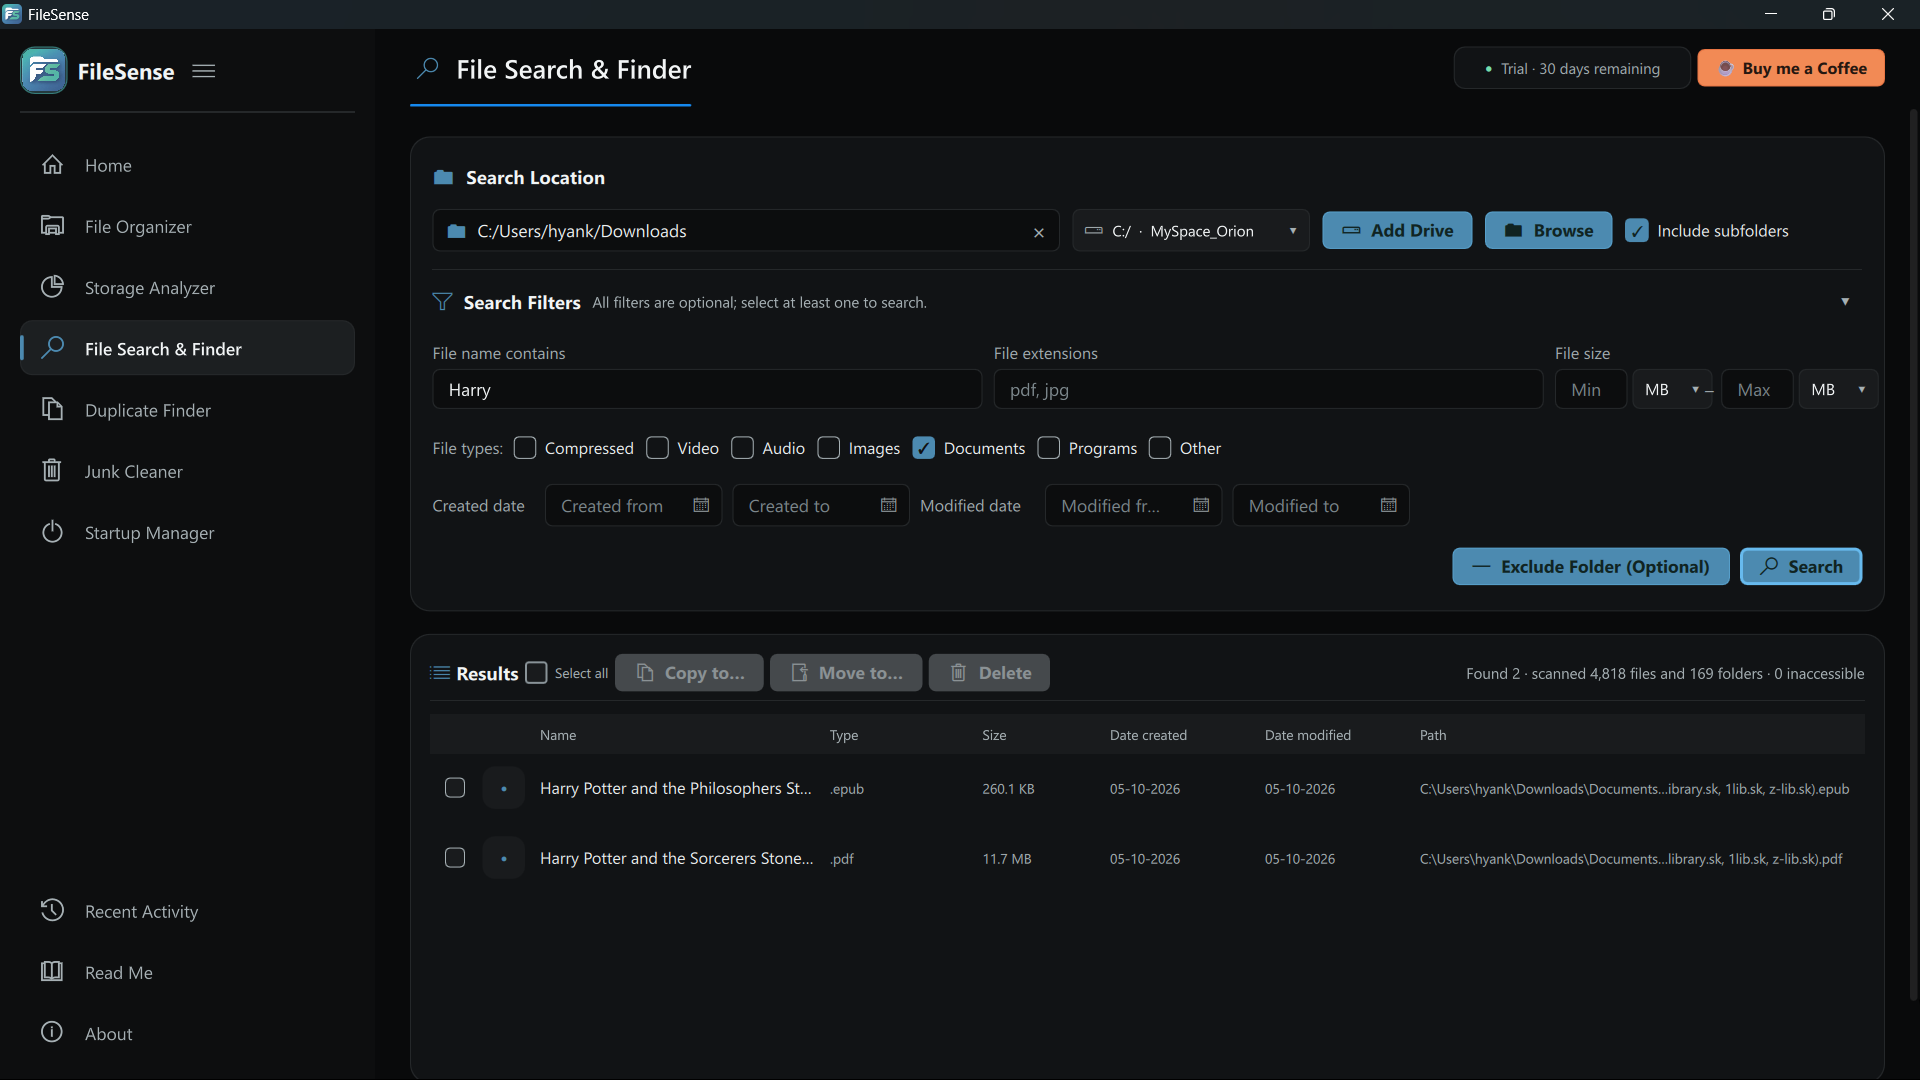 FileSense
FileSense
Home
File Organizer
Storage Analyzer
File Search & Finder
Duplicate Finder
Junk Cleaner
Startup Manager
Recent Activity
Read Me
About
File Search & Finder
Trial · 30 days remaining
Buy me a Coffee
Search Location
C:/Users/hyank/Downloads
C:/ · MySpace_Orion
Add Drive
Browse
Include subfolders
Search Filters All filters are optional; select at least one to search.
File name contains File extensions File size
Harry pdf, jpg Min MB – Max MB
File types: Compressed Video Audio Images Documents Programs Other
Created date Created from Created to Modified date Modified fr... Modified to
Exclude Folder (Optional) Search
Results Select all Copy to... Move to... Delete Found 2 · scanned 4,818 files and 169 folders · 0 inaccessible
Name Type Size Date created Date modified Path
Harry Potter and the Philosophers St... .epub 260.1 KB 05-10-2026 05-10-2026 C:\Users\hyank\Downloads\Documents...ibrary.sk, 1lib.sk, z-lib.sk).epub
Harry Potter and the Sorcerers Stone... .pdf 11.7 MB 05-10-2026 05-10-2026 C:\Users\hyank\Downloads\Documents...library.sk, 1lib.sk, z-lib.sk).pdf